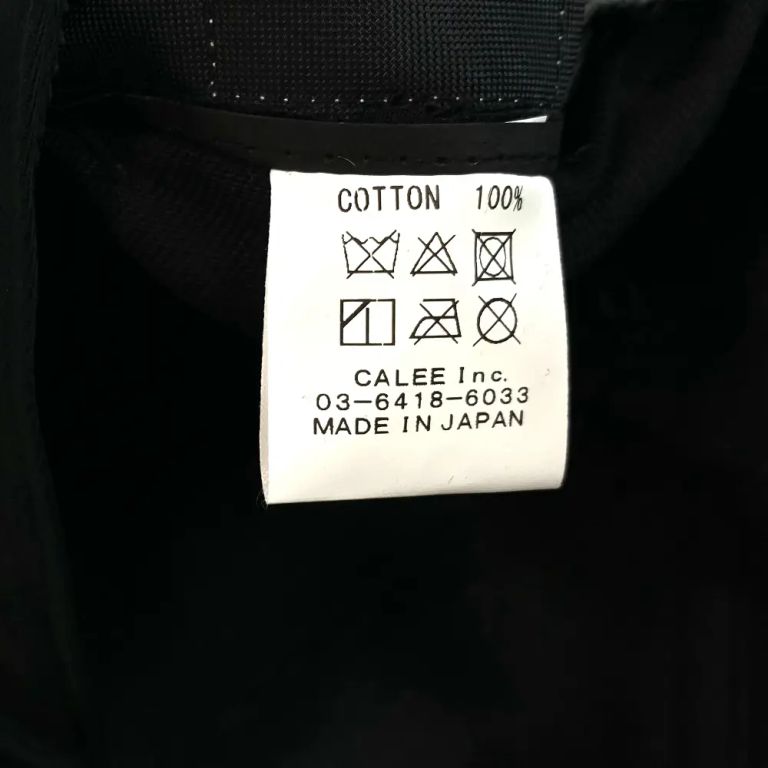 COTTON 100%
CALEE Inc.
03-6418-6033
MADE IN JAPAN